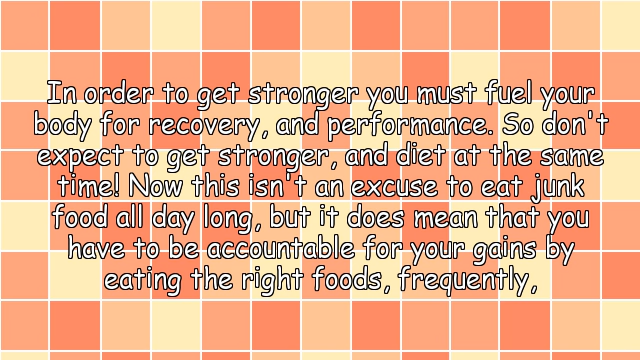 In order to get stronger you must fuel your
body for recovery, and performance. So don't
expect to get stronger, and diet at the same
time! Now this isn't an excuse to eat junk
food all day long, but it does mean that you
have to be accountable for your gains by
eating the right foods, frequently,